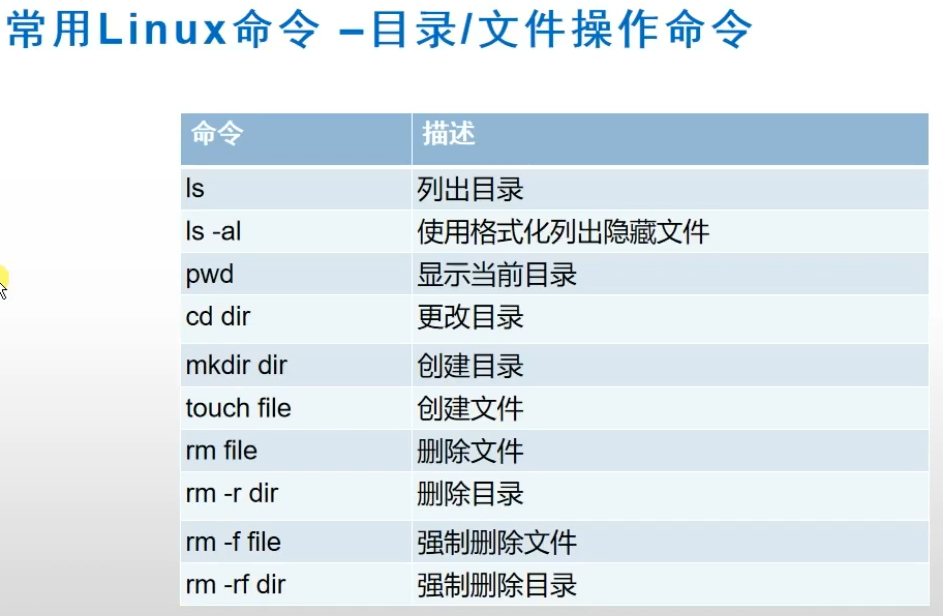 常用Linux命令 –目录/文件操作命令
命令 描述
ls 列出目录
ls -al 使用格式化列出隐藏文件
pwd 显示当前目录
cd dir 更改目录
mkdir dir 创建目录
touch file 创建文件
rm file 删除文件
rm -r dir 删除目录
rm -f file 强制删除文件
rm -rf dir 强制删除目录